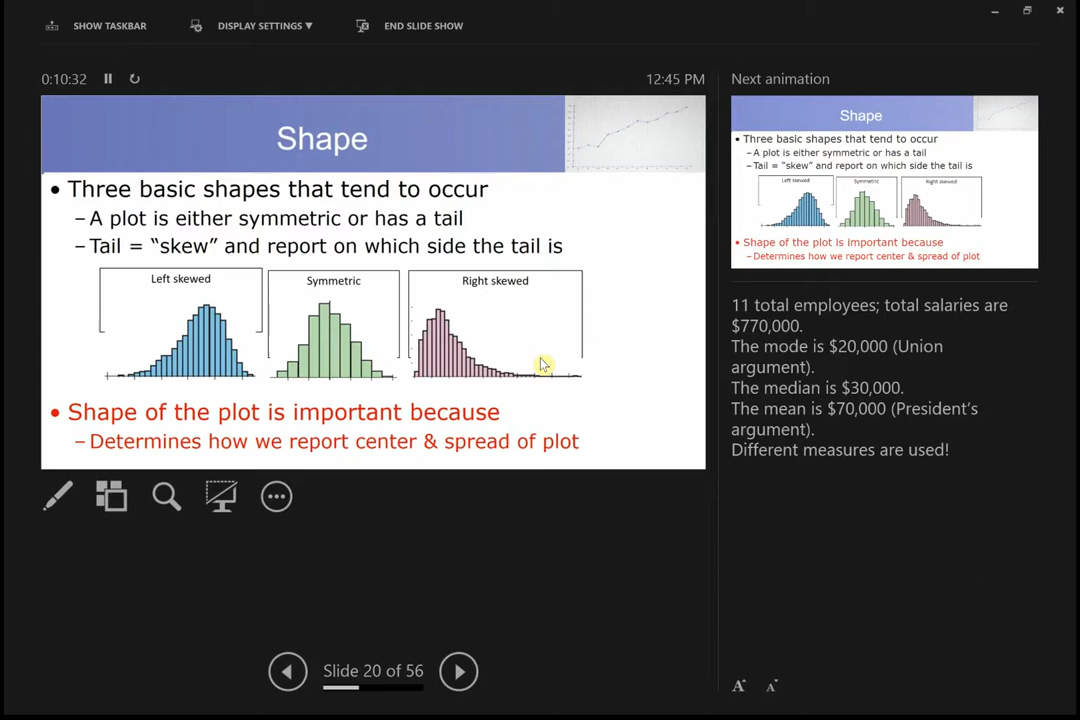 SHOW TASKBAR
DISPLAY SETTINGS ▼
END SLIDE SHOW
0:10:32
12:45 PM
Shape
• Three basic shapes that tend to occur
– A plot is either symmetric or has a tail
– Tail = “skew” and report on which side the tail is
Left skewed
Symmetric
Right skewed
• Shape of the plot is important because
– Determines how we report center & spread of plot
Slide 20 of 56
Next animation
Shape
• Three basic shapes that tend to occur
– A plot is either symmetric or has a tail
– Tail = “skew” and report on which side the tail is
Left skewed
Symmetric
Right skewed
• Shape of the plot is important because
– Determines how we report center & spread of plot
11 total employees; total salaries are
$770,000.
The mode is $20,000 (Union
argument).
The median is $30,000.
The mean is $70,000 (President’s
argument).
Different measures are used!
A A